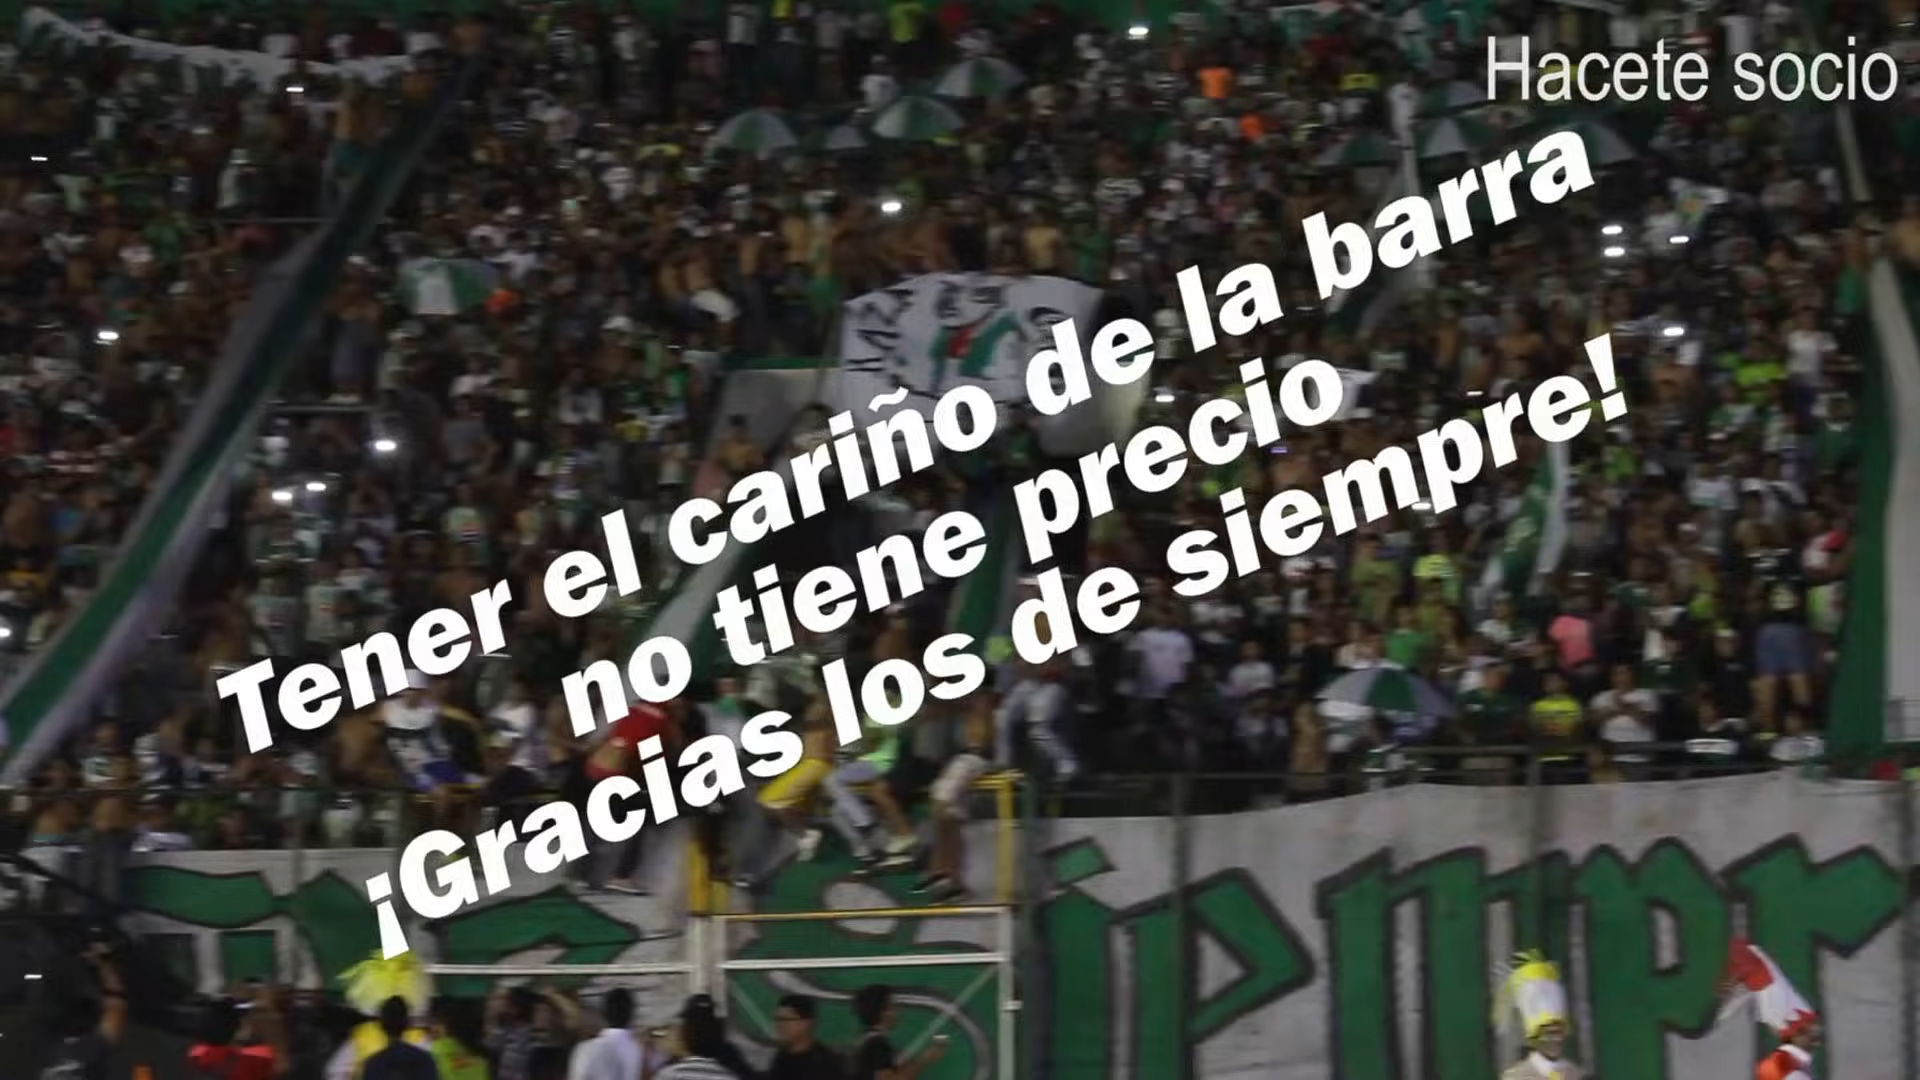 Hacete socio
Tener el cariño de la barra
no tiene precio
¡Gracias los de siempre!